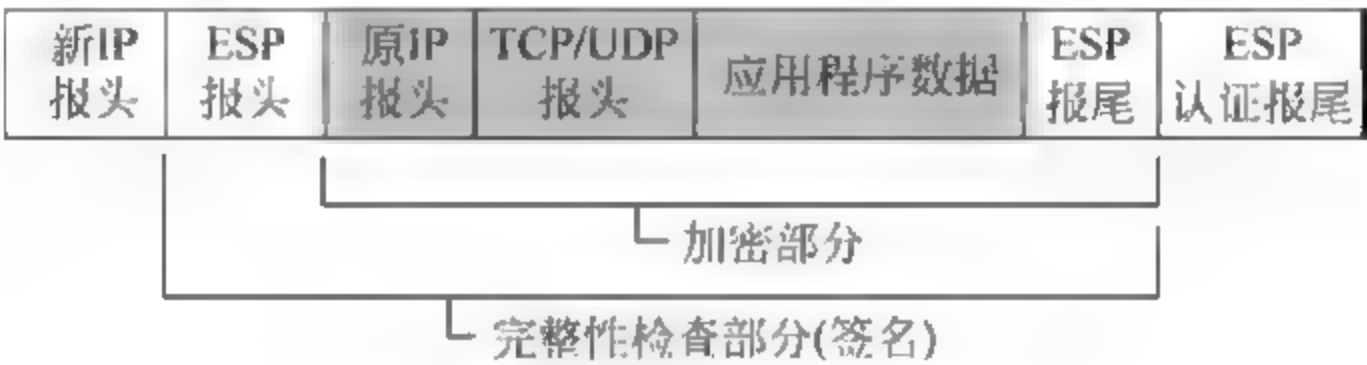 新IP
报头
ESP
报头
原IP
报头
TCP/UDP
报头
应用程序数据
ESP
报尾
ESP
认证报尾
加密部分
完整性检查部分(签名)